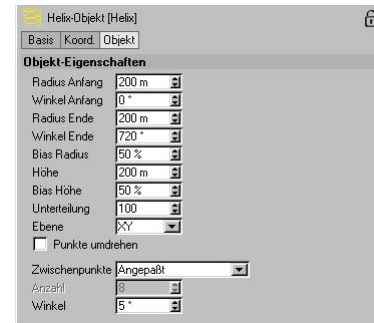 Helix-Objekt [Helix]
Basis Koord. Objekt
Objekt-Eigenschaften
Radius Anfang 200 m
Winkel Anfang 0 °
Radius Ende 200 m
Winkel Ende 720 °
Bias Radius 50 %
Höhe 200 m
Bias Höhe 50 %
Unterteilung 100
Ebene XY
Punkte umdrehen
Zwischenpunkte Angepaßt
Anzahl 8
Winkel 5 °